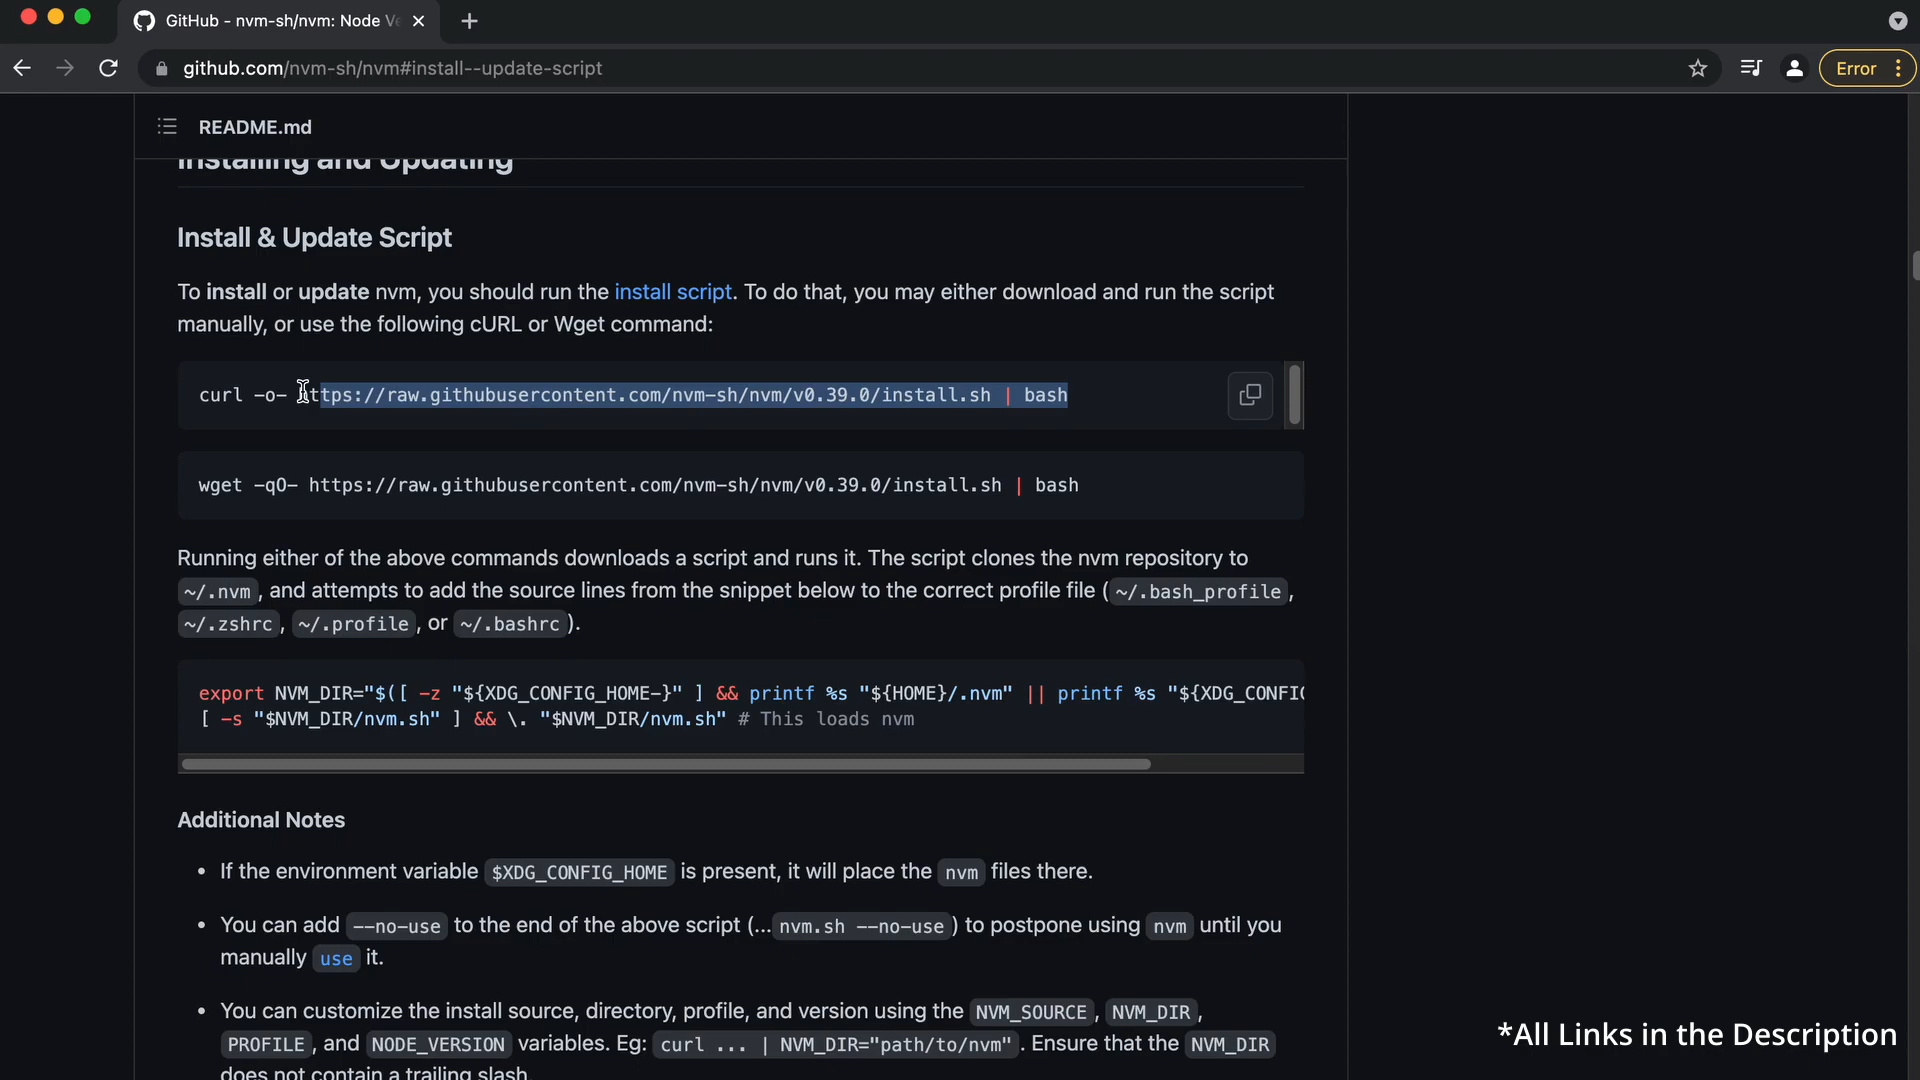 GitHub - nvm-sh/nvm: Node Ve
github.com/nvm-sh/nvm#install--update-script
Error
README.md
Installing and Updating
Install & Update Script
To install or update nvm, you should run the install script. To do that, you may either download and run the script
manually, or use the following cURL or Wget command:
curl -o- https://raw.githubusercontent.com/nvm-sh/nvm/v0.39.0/install.sh | bash
wget -qO- https://raw.githubusercontent.com/nvm-sh/nvm/v0.39.0/install.sh | bash
Running either of the above commands downloads a script and runs it. The script clones the nvm repository to
~/.nvm, and attempts to add the source lines from the snippet below to the correct profile file (~/.bash_profile,
~/.zshrc, ~/.profile, or ~/.bashrc).
export NVM_DIR="$([ -z "${XDG_CONFIG_HOME-}" ] && printf %s "${HOME}/.nvm" || printf %s "${XDG_CONFIG
[ -s "$NVM_DIR/nvm.sh" ] && \. "$NVM_DIR/nvm.sh" # This loads nvm
Additional Notes
• If the environment variable $XDG_CONFIG_HOME is present, it will place the nvm files there.
• You can add --no-use to the end of the above script (...nvm.sh --no-use) to postpone using nvm until you
manually use it.
• You can customize the install source, directory, profile, and version using the NVM_SOURCE, NVM_DIR,
PROFILE, and NODE_VERSION variables. Eg: curl ... | NVM_DIR="path/to/nvm". Ensure that the NVM_DIR
does not contain a trailing slash.
*All Links in the Description